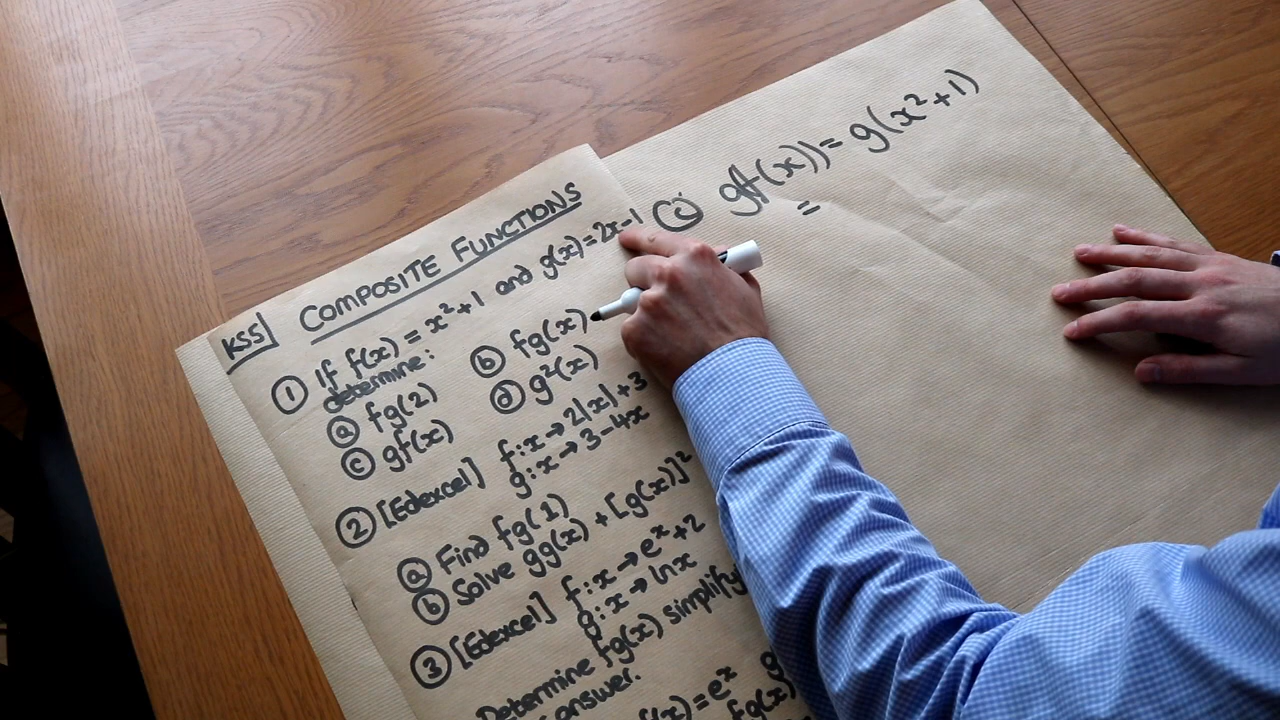 KS5
COMPOSITE FUNCTIONS
① If f(x) = x²+1 and g(x)=2x-1
determine:
ⓐ fg(2) ⓑ fg(x)
ⓒ gf(x) ⓓ g²(x)
② [Edexcel] f:x→2|x|+3
g:x→3-4x
ⓐ Find fg(1)
ⓑ Solve gg(x) + [g(x)]²
③ [Edexcel] f:x→eˣ+2
g:x→ln x
Determine fg(x) simplify
answer.
f(x)=eˣ g
fg(x)
ⓒ gf(x))= g(x²+1)
=